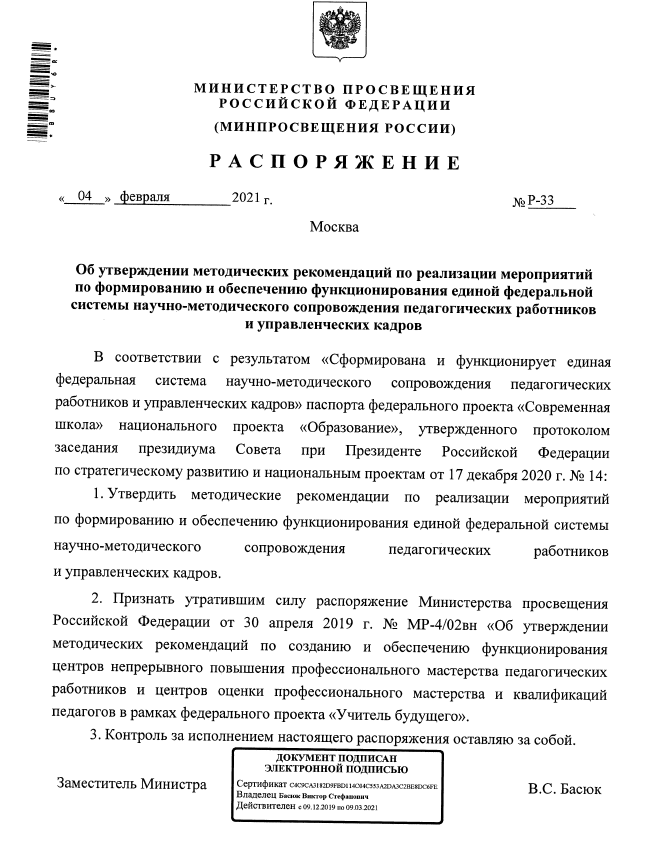 МИНИСТЕРСТВО ПРОСВЕЩЕНИЯ
РОССИЙСКОЙ ФЕДЕРАЦИИ
(МИНПРОСВЕЩЕНИЯ РОССИИ)
РАСПОРЯЖЕНИЕ
« 04 » февраля 2021 г. № Р-33
Москва
Об утверждении методических рекомендаций по реализации мероприятий
по формированию и обеспечению функционирования единой федеральной
системы научно-методического сопровождения педагогических работников
и управленческих кадров
В соответствии с результатом «Сформирована и функционирует единая
федеральная система научно-методического сопровождения педагогических
работников и управленческих кадров» паспорта федерального проекта «Современная
школа» национального проекта «Образование», утвержденного протоколом
заседания президиума Совета при Президенте Российской Федерации
по стратегическому развитию и национальным проектам от 17 декабря 2020 г. № 14:
1. Утвердить методические рекомендации по реализации мероприятий
по формированию и обеспечению функционирования единой федеральной системы
научно-методического сопровождения педагогических работников
и управленческих кадров.
2. Признать утратившим силу распоряжение Министерства просвещения
Российской Федерации от 30 апреля 2019 г. № МР-4/02вн «Об утверждении
методических рекомендаций по созданию и обеспечению функционирования
центров непрерывного повышения профессионального мастерства педагогических
работников и центров оценки профессионального мастерства и квалификаций
педагогов в рамках федерального проекта «Учитель будущего».
3. Контроль за исполнением настоящего распоряжения оставляю за собой.
ДОКУМЕНТ ПОДПИСАН
ЭЛЕКТРОННОЙ ПОДПИСЬЮ
Заместитель Министра
Сертификат
Владелец Басюк Виктор Стефанович
Действителен с 09.12.2019 по 09.03.2021
В.С. Басюк